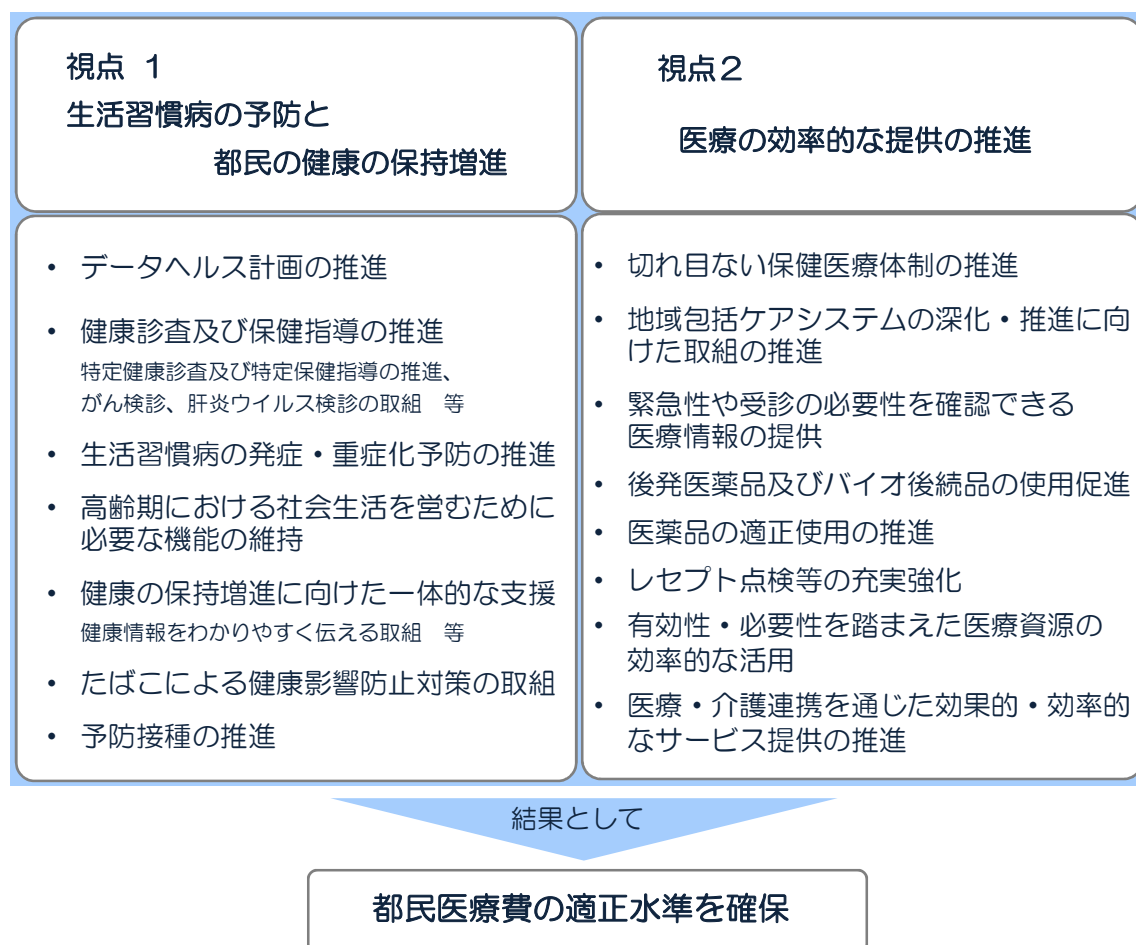 視点 1
生活習慣病の予防と
都民の健康の保持増進
• データヘルス計画の推進
• 健康診査及び保健指導の推進
特定健康診査及び特定保健指導の推進、
がん検診、肝炎ウイルス検診の取組 等
• 生活習慣病の発症・重症化予防の推進
• 高齢期における社会生活を営むために
必要な機能の維持
• 健康の保持増進に向けた一体的な支援
健康情報をわかりやすく伝える取組 等
• たばこによる健康影響防止対策の取組
• 予防接種の推進
視点2
医療の効率的な提供の推進
• 切れ目ない保健医療体制の推進
• 地域包括ケアシステムの深化・推進に向
けた取組の推進
• 緊急性や受診の必要性を確認できる
医療情報の提供
• 後発医薬品及びバイオ後続品の使用促進
• 医薬品の適正使用の推進
• レセプト点検等の充実強化
• 有効性・必要性を踏まえた医療資源の
効率的な活用
• 医療・介護連携を通じた効果的・効率的
なサービス提供の推進
結果として
都民医療費の適正水準を確保